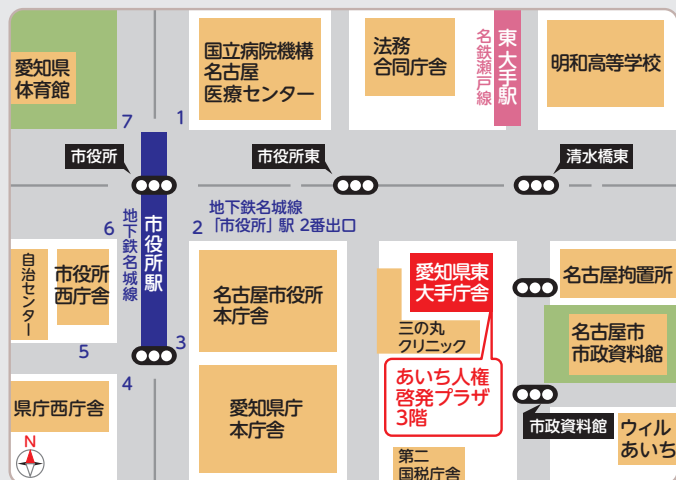 愛知県
体育館
国立病院機構
名古屋
医療センター
法務
合同庁舎
名鉄瀬戸線
東大手駅
明和高等学校
7
1
市役所
市役所東
清水橋東
6
地下鉄名城線
市役所駅
2
地下鉄名城線
「市役所」駅 2番出口
自治センター
市役所
西庁舎
名古屋市役所
本庁舎
愛知県東
大手庁舎
名古屋拘置所
三の丸
クリニック
名古屋市
市政資料館
5
3
4
県庁西庁舎
愛知県庁
本庁舎
あいち人権
啓発プラザ
3階
市政資料館
ウィル
あいち
第二
国税庁舎
N